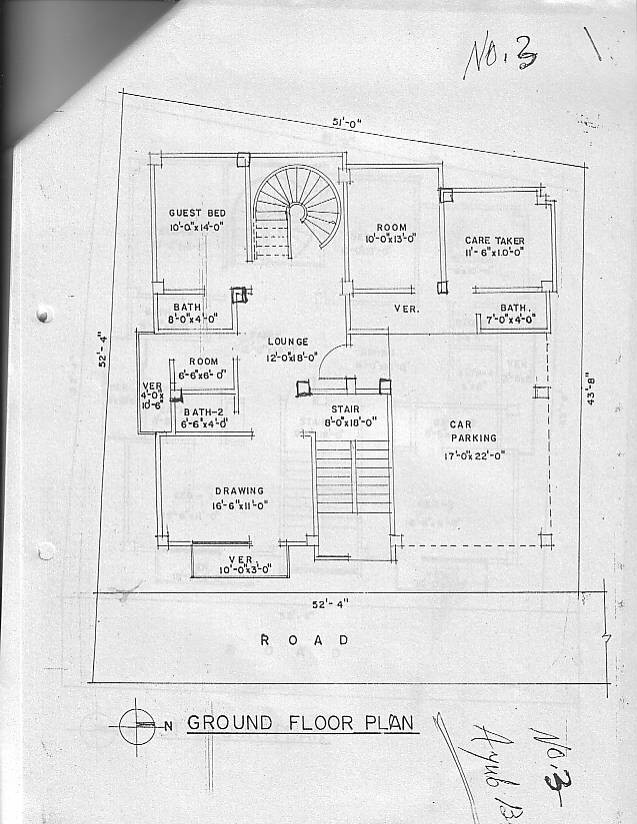 No. 3
51'-0"
GUEST BED
10'-0"x14'-0"
ROOM
10'-0"x13'-0"
CARE TAKER
11'-6"x1.0'-0"
BATH
8'-0"x4'-0"
VER.
BATH.
7'-0"x4'-0"
52'-4"
LOUNGE
12'-0"x18'-0"
ROOM
6'-6"x6'-0"
VER
4'-0"x
10'-6"
43'-8"
BATH-2
6'-6"x4'-0"
STAIR
8'-0"x18'-0"
CAR
PARKING
17'-0"x22'-0"
DRAWING
16'-6"x11'-0"
VER.
10'-0"x3'-0"
52'-4"
ROAD
N
GROUND FLOOR PLAN
No. 3
Ayub B